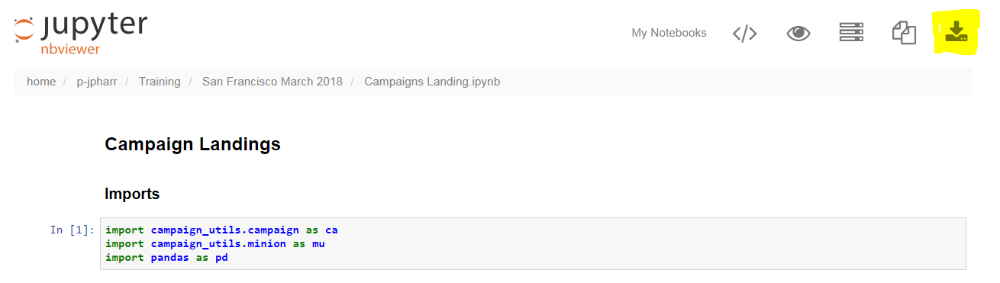 jupyter
nbviewer
My Notebooks
home / p-jpharr / Training / San Francisco March 2018 / Campaigns Landing.ipynb
Campaign Landings
Imports
In [1]: import campaign_utils.campaign as ca
import campaign_utils.minion as mu
import pandas as pd